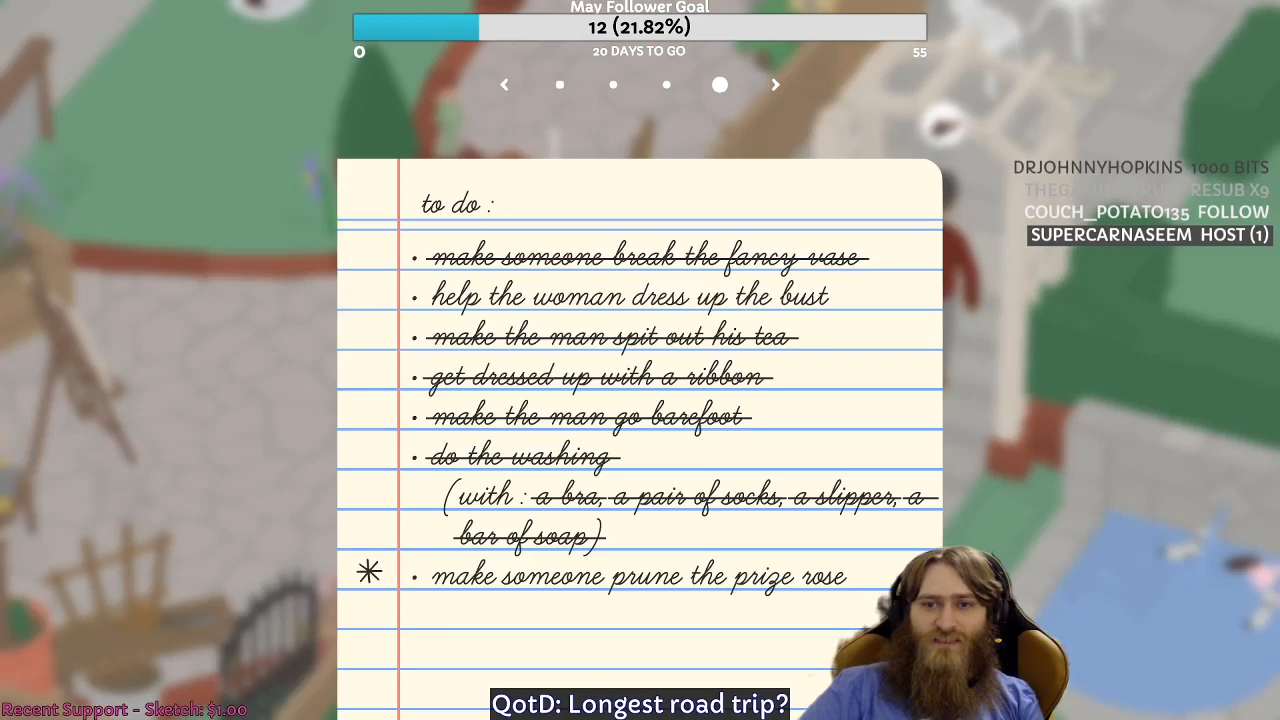 May Follower Goal
12 (21.82%)
0
20 DAYS TO GO
55
DRJOHNNYHOPKINS 1000 BITS
RESUB X9
COUCH_POTATO135 FOLLOW
SUPERCARNASEEM HOST (1)
to do :
• make someone break the fancy vase
• help the woman dress up the bust
• make the man spit out his tea
• get dressed up with a ribbon
• make the man go barefoot
• do the washing
(with : a bra, a pair of socks, a slipper, a
bar of soap)
• make someone prune the prize rose
QotD: Longest road trip?
Recent Support - Sketch: $1.00